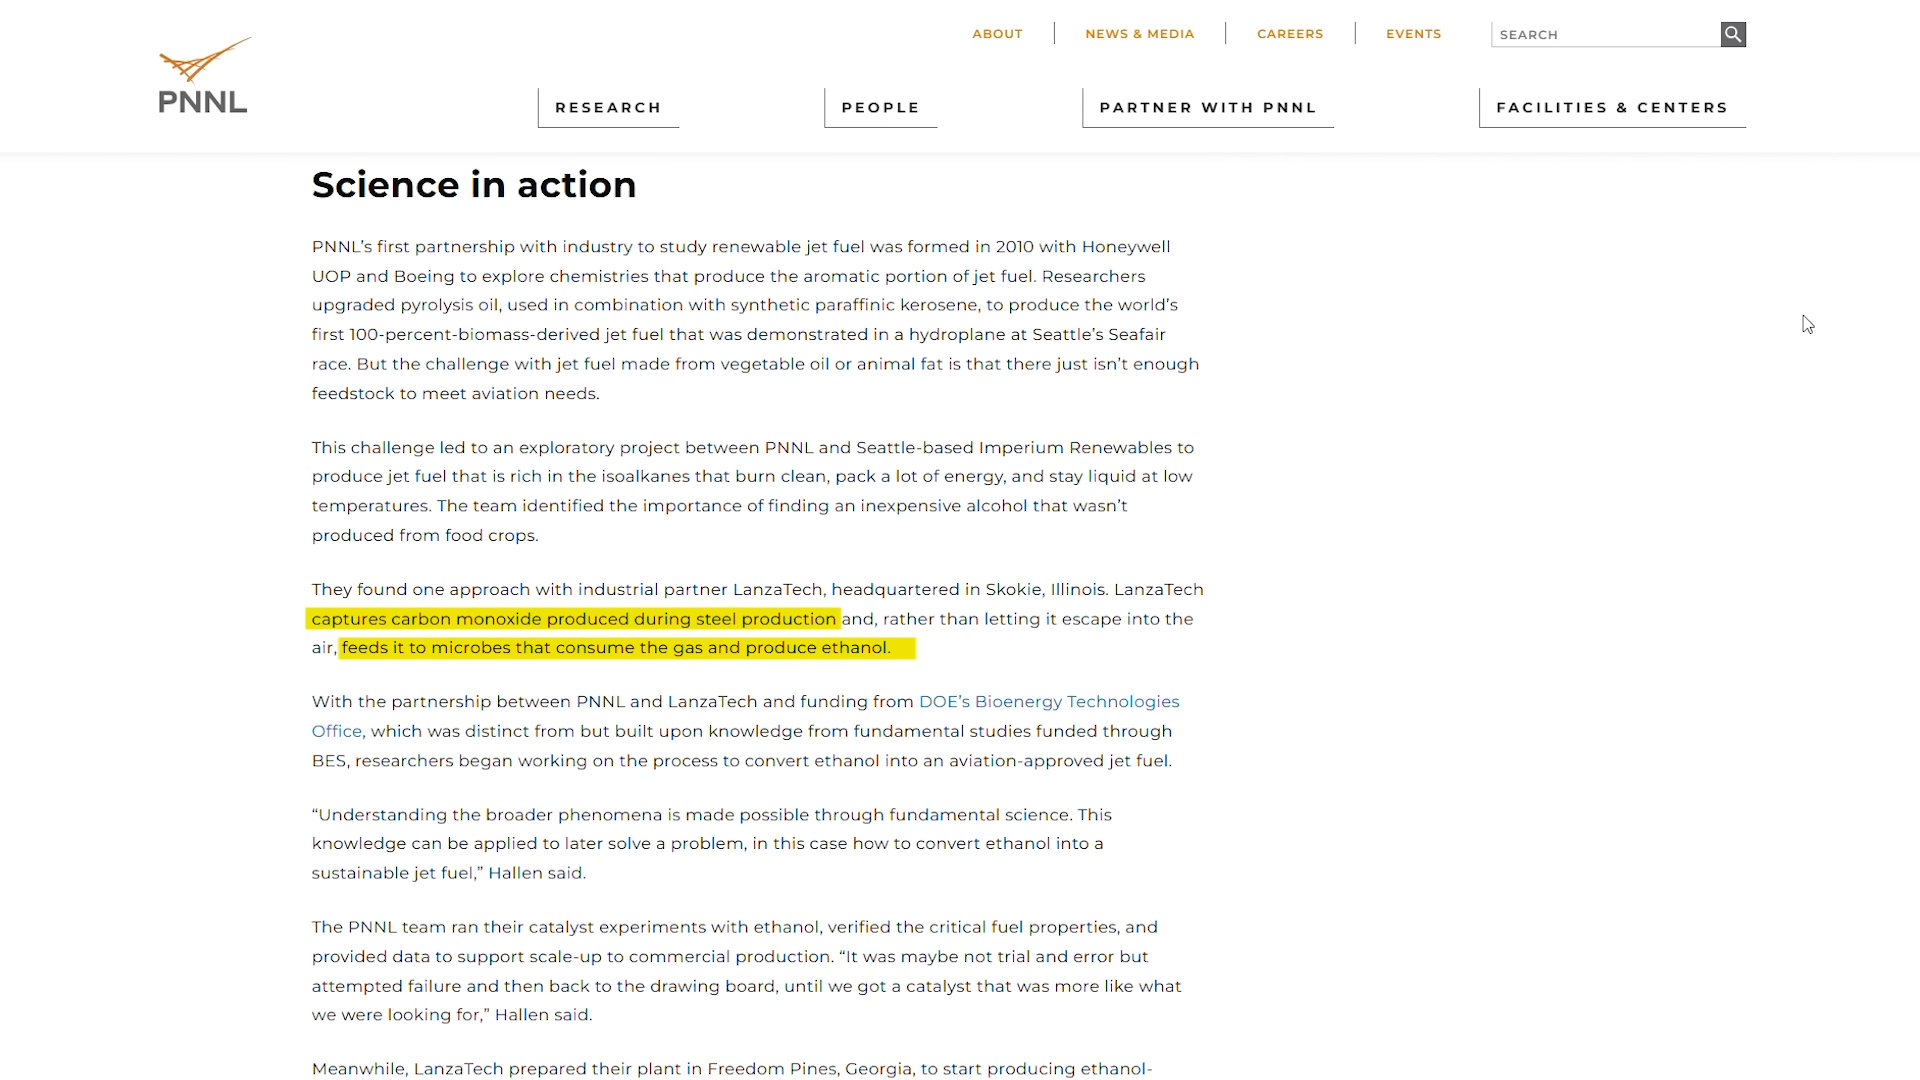 ABOUT
NEWS & MEDIA
CAREERS
EVENTS
SEARCH
PNNL
RESEARCH
PEOPLE
PARTNER WITH PNNL
FACILITIES & CENTERS
Science in action
PNNL’s first partnership with industry to study renewable jet fuel was formed in 2010 with Honeywell
UOP and Boeing to explore chemistries that produce the aromatic portion of jet fuel. Researchers
upgraded pyrolysis oil, used in combination with synthetic paraffinic kerosene, to produce the world’s
first 100-percent-biomass-derived jet fuel that was demonstrated in a hydroplane at Seattle’s Seafair
race. But the challenge with jet fuel made from vegetable oil or animal fat is that there just isn’t enough
feedstock to meet aviation needs.
This challenge led to an exploratory project between PNNL and Seattle-based Imperium Renewables to
produce jet fuel that is rich in the isoalkanes that burn clean, pack a lot of energy, and stay liquid at low
temperatures. The team identified the importance of finding an inexpensive alcohol that wasn’t
produced from food crops.
They found one approach with industrial partner LanzaTech, headquartered in Skokie, Illinois. LanzaTech
captures carbon monoxide produced during steel production and, rather than letting it escape into the
air, feeds it to microbes that consume the gas and produce ethanol.
With the partnership between PNNL and LanzaTech and funding from DOE’s Bioenergy Technologies
Office, which was distinct from but built upon knowledge from fundamental studies funded through
BES, researchers began working on the process to convert ethanol into an aviation-approved jet fuel.
“Understanding the broader phenomena is made possible through fundamental science. This
knowledge can be applied to later solve a problem, in this case how to convert ethanol into a
sustainable jet fuel,” Hallen said.
The PNNL team ran their catalyst experiments with ethanol, verified the critical fuel properties, and
provided data to support scale-up to commercial production. “It was maybe not trial and error but
attempted failure and then back to the drawing board, until we got a catalyst that was more like what
we were looking for,” Hallen said.
Meanwhile, LanzaTech prepared their plant in Freedom Pines, Georgia, to start producing ethanol-